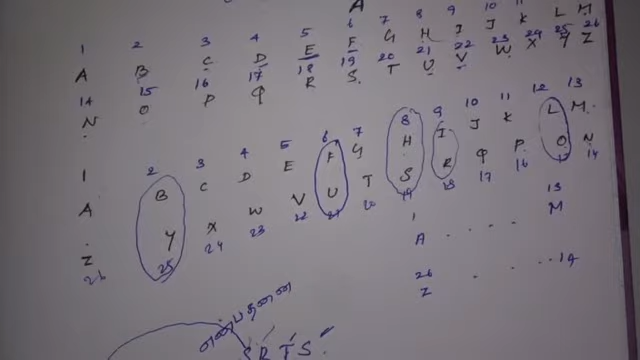 A
1 2 3 4 5 6 7 8 9 10 11 12 13
A B C D E F G H I J K L M
14 15 16 17 18 19 20 21 22 23 24 25 26
N O P Q R S T U V W X Y Z
1 2 3 4 5 6 7 8 9 10 11 12 13
A B C D E F G H I J K L M
Z Y X W V U T S R Q P O N
26 25 24 23 22 21 20 19 18 17 16 15 14
1 13
A . . . . M
26 . . . . . 14
Z